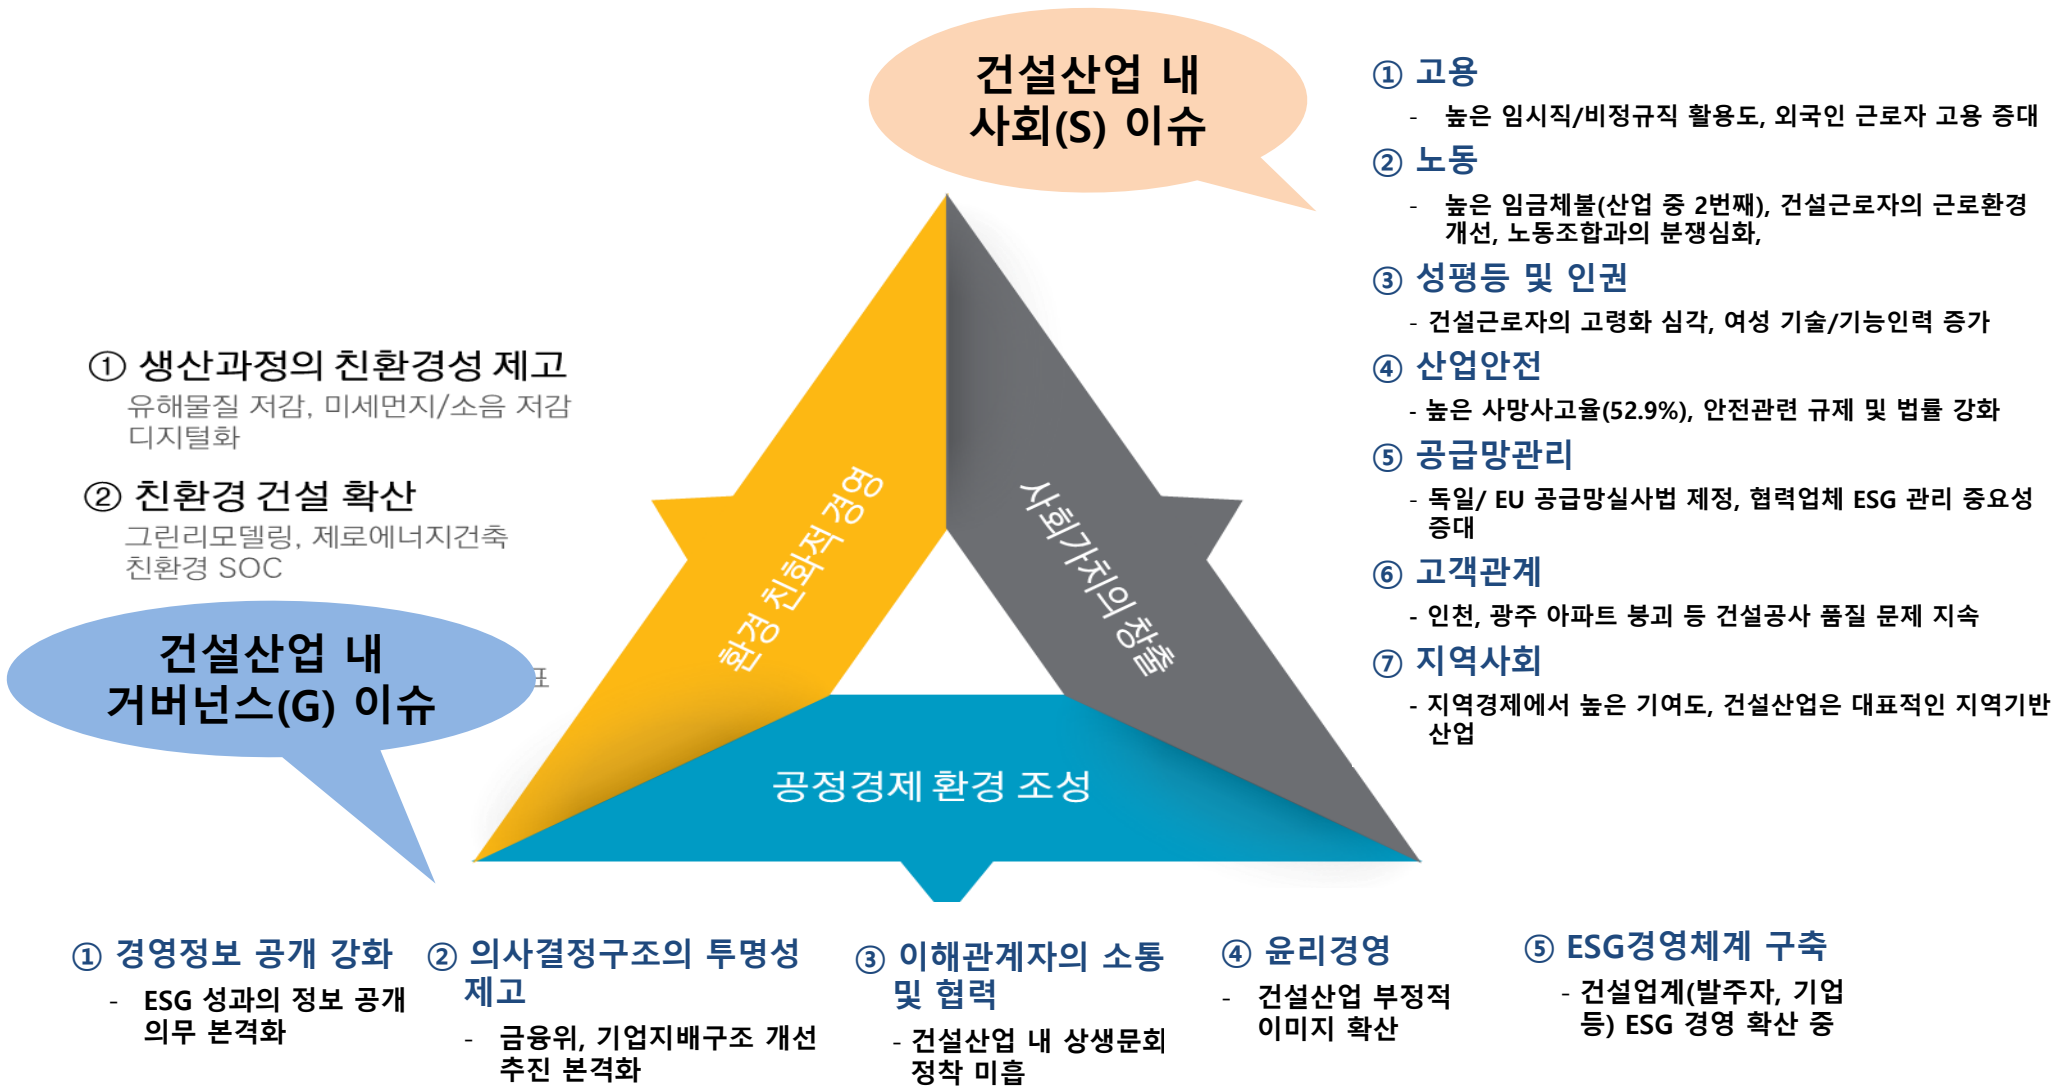 건설산업 내
사회(S) 이슈
① 고용
- 높은 임시직/비정규직 활용도, 외국인 근로자 고용 증대
② 노동
- 높은 임금체불(산업 중 2번째), 건설근로자의 근로환경
개선, 노동조합과의 분쟁심화,
③ 성평등 및 인권
- 건설근로자의 고령화 심각, 여성 기술/기능인력 증가
④ 산업안전
- 높은 사망사고율(52.9%), 안전관련 규제 및 법률 강화
⑤ 공급망관리
- 독일/ EU 공급망실사법 제정, 협력업체 ESG 관리 중요성
증대
⑥ 고객관계
- 인천, 광주 아파트 붕괴 등 건설공사 품질 문제 지속
⑦ 지역사회
- 지역경제에서 높은 기여도, 건설산업은 대표적인 지역기반
산업
① 생산과정의 친환경성 제고
유해물질 저감, 미세먼지/소음 저감
디지털화
② 친환경 건설 확산
그린리모델링, 제로에너지건축
친환경 SOC
건설산업 내
거버넌스(G) 이슈
표
환경 친화적 경영
사회가치의 창출
공정경제 환경 조성
① 경영정보 공개 강화
- ESG 성과의 정보 공개
의무 본격화
② 의사결정구조의 투명성
제고
- 금융위, 기업지배구조 개선
추진 본격화
③ 이해관계자의 소통
및 협력
- 건설산업 내 상생문화
정착 미흡
④ 윤리경영
- 건설산업 부정적
이미지 확산
⑤ ESG경영체계 구축
- 건설업계(발주자, 기업
등) ESG 경영 확산 중